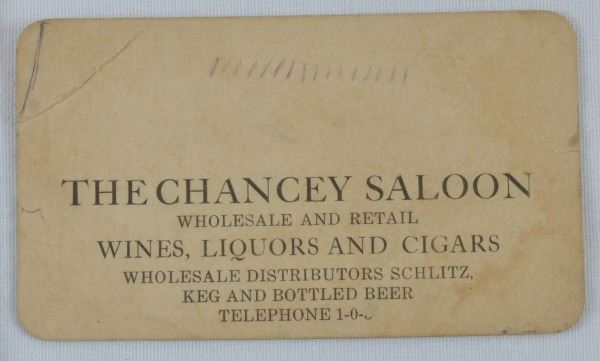 THE CHANCEY SALOON
WHOLESALE AND RETAIL
WINES, LIQUORS AND CIGARS
WHOLESALE DISTRIBUTORS SCHLITZ,
KEG AND BOTTLED BEER
TELEPHONE 1-0-